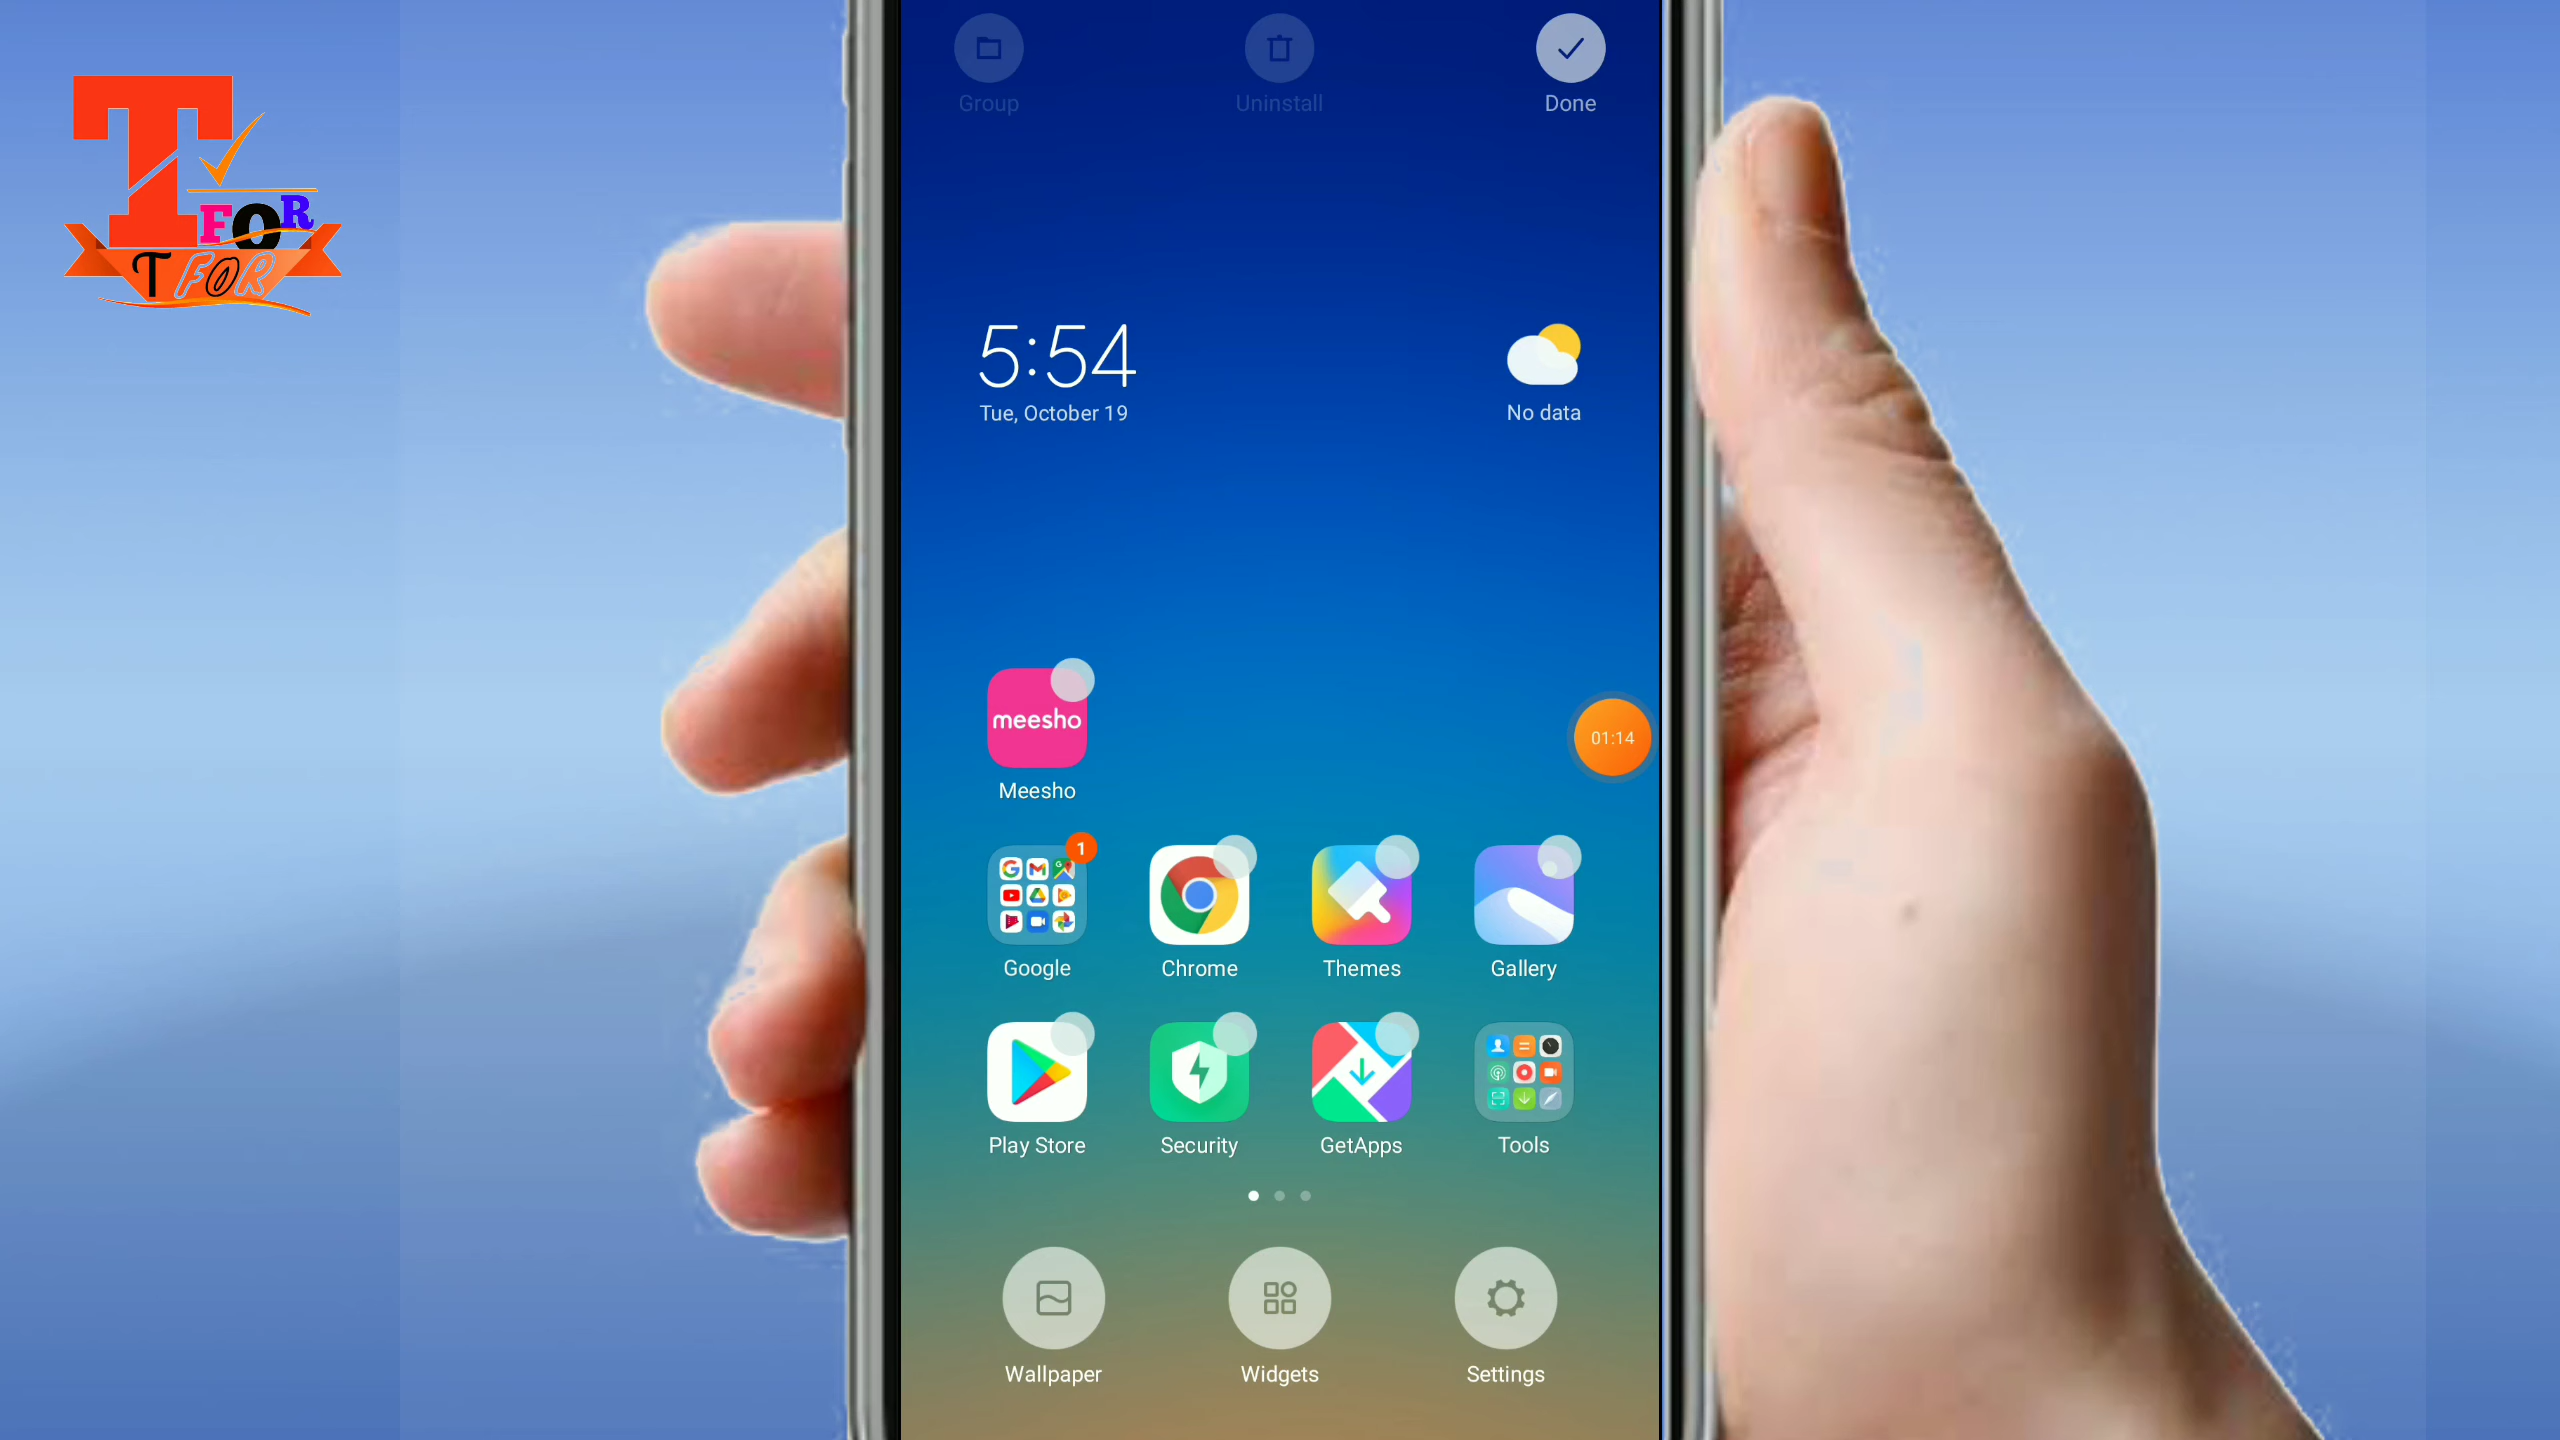 Group
Uninstall
Done
T
FOR
T FOR
5:54
Tue, October 19
No data
meesho
Meesho
01:14
1
Google
Chrome
Themes
Gallery
Play Store
Security
GetApps
Tools
Wallpaper
Widgets
Settings